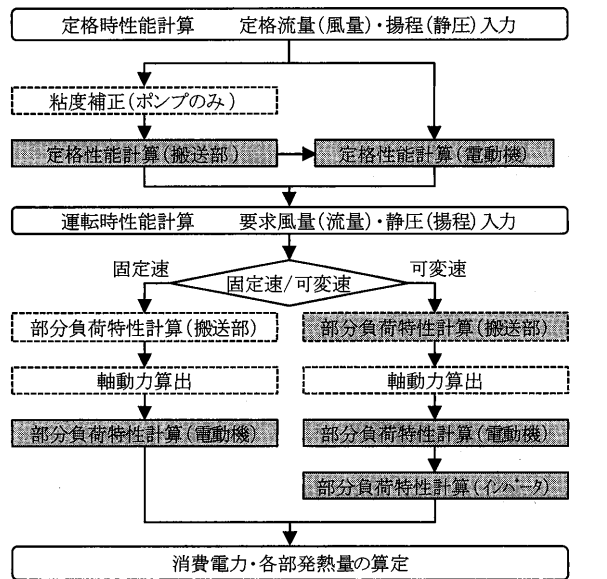 定格時性能計算 定格流量(風量)・揚程(静圧)入力
粘度補正(ポンプのみ)
定格性能計算(搬送部)
定格性能計算(電動機)
運転時性能計算 要求風量(流量)・静圧(揚程)入力
固定速
固定速/可変速
可変速
部分負荷特性計算(搬送部)
部分負荷特性計算(搬送部)
軸動力算出
軸動力算出
部分負荷特性計算(電動機)
部分負荷特性計算(電動機)
部分負荷特性計算(インバータ)
消費電力・各部発熱量の算定